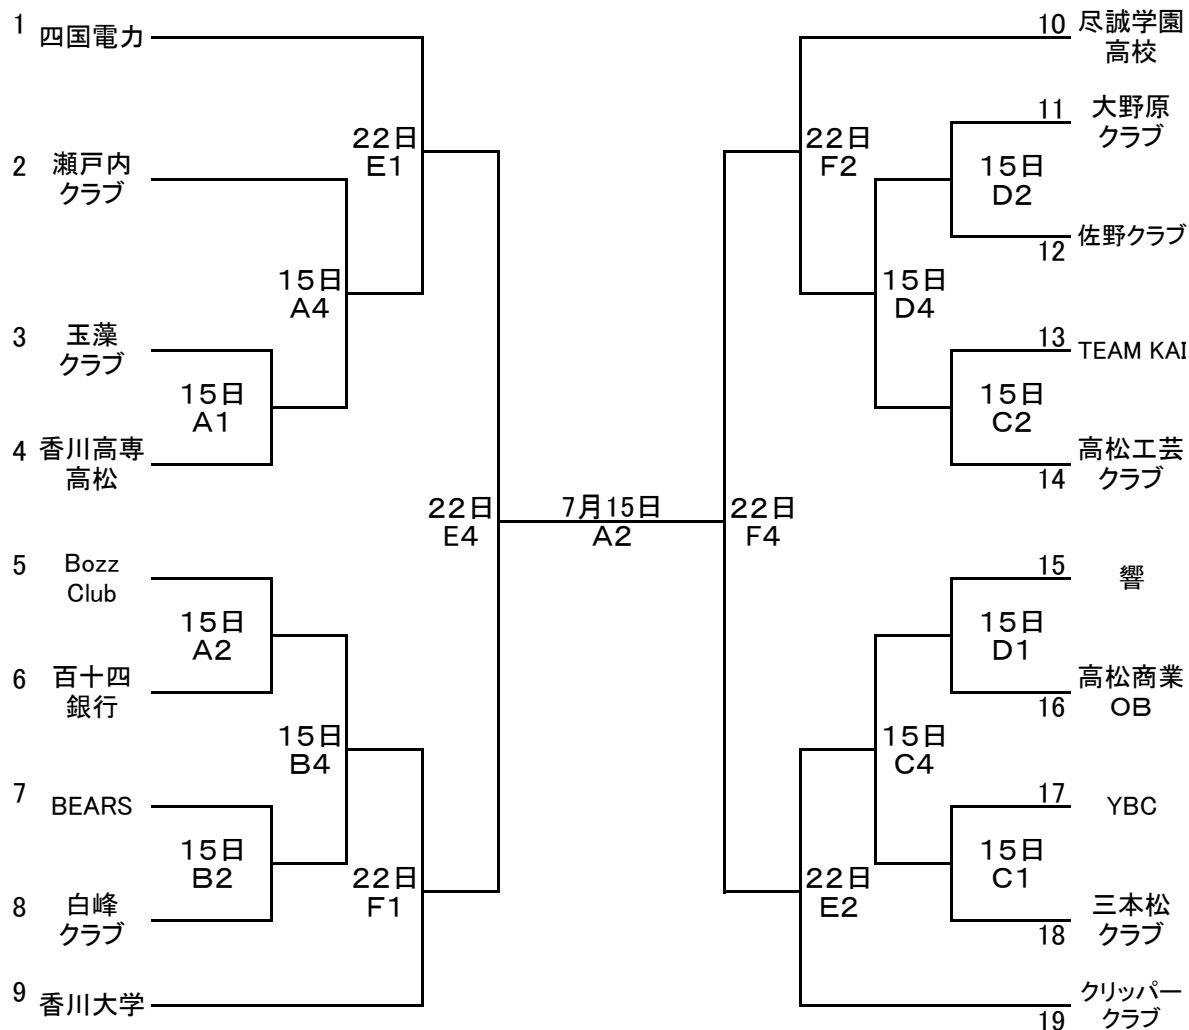 1 四国電力
22日
E1
2 瀬戸内
クラブ
15日
A4
3 玉藻
クラブ
15日
A1
4 香川高専
高松
22日
E4
5 Bozz
Club
15日
A2
6 百十四
銀行
15日
B4
7 BEARS
15日
B2
8 白峰
クラブ
22日
F1
9 香川大学
7月15日
A2
10 尽誠学園
高校
22日
F2
11 大野原
クラブ
15日
D2
12 佐野クラブ
15日
D4
13 TEAM KAI
15日
C2
14 高松工芸
クラブ
22日
F4
15 響
15日
D1
16 高松商業
OB
15日
C4
17 YBC
15日
C1
18 三本松
クラブ
22日
E2
19 クリッパー
クラブ